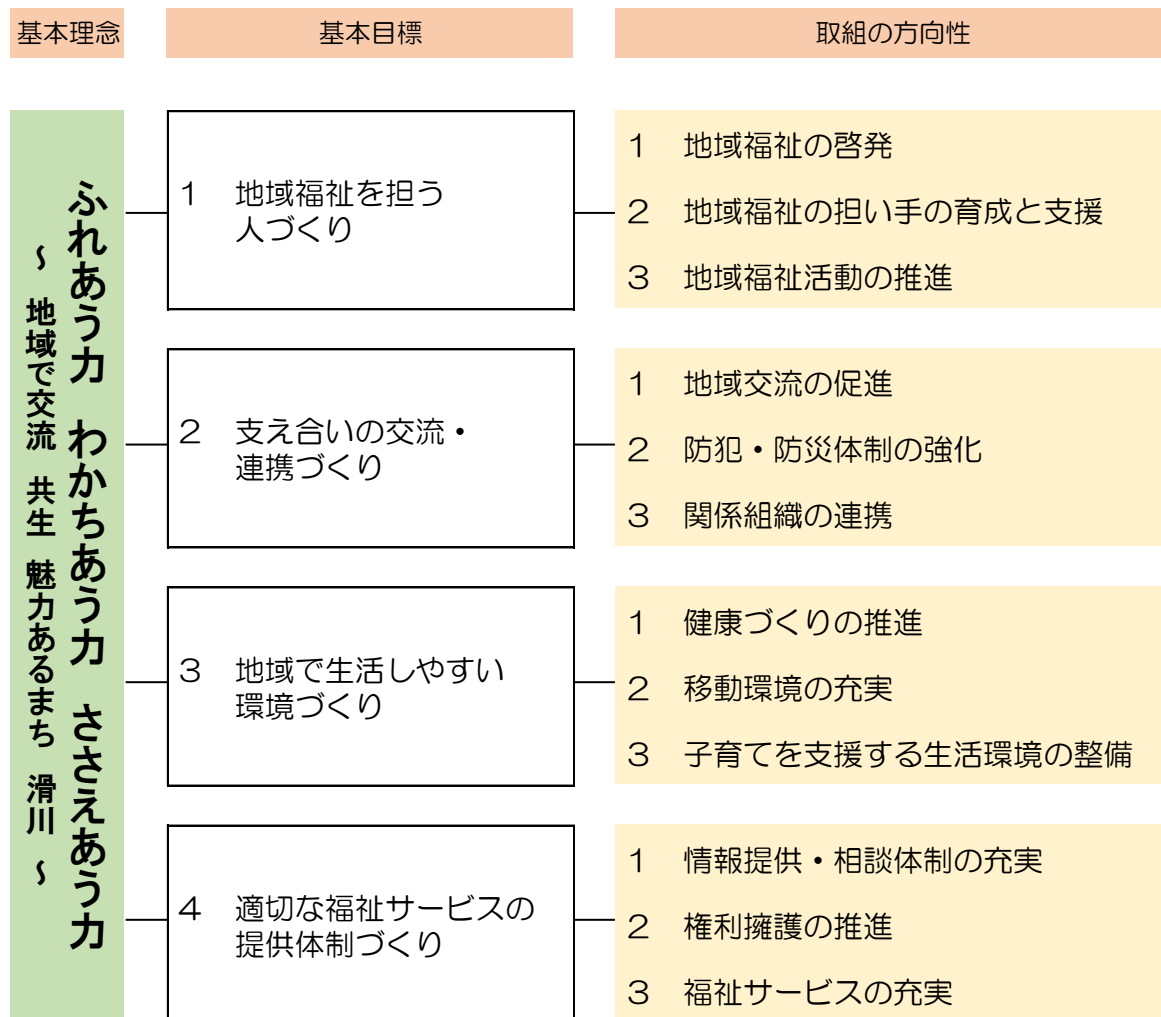 基本理念
基本目標
取組の方向性
ふれあう力 わかちあう力 ささえあう力
~ 地域で交流 共生 魅力あるまち 滑川 ~
1 地域福祉を担う
人づくり
1 地域福祉の啓発
2 地域福祉の担い手の育成と支援
3 地域福祉活動の推進
2 支え合いの交流・
連携づくり
1 地域交流の促進
2 防犯・防災体制の強化
3 関係組織の連携
3 地域で生活しやすい
環境づくり
1 健康づくりの推進
2 移動環境の充実
3 子育てを支援する生活環境の整備
4 適切な福祉サービスの
提供体制づくり
1 情報提供・相談体制の充実
2 権利擁護の推進
3 福祉サービスの充実